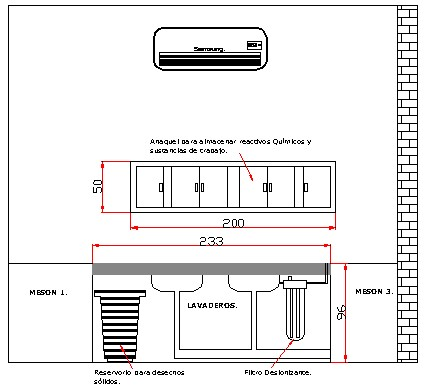 Samsung.
Anaquel para almacenar reactivos Químicos y
sustancias de trabajo.
50
200
233
MESON 1.
LAVADEROS.
MESON 3.
96
Reservorio para desechos
sólidos.
Filtro Desionizante.